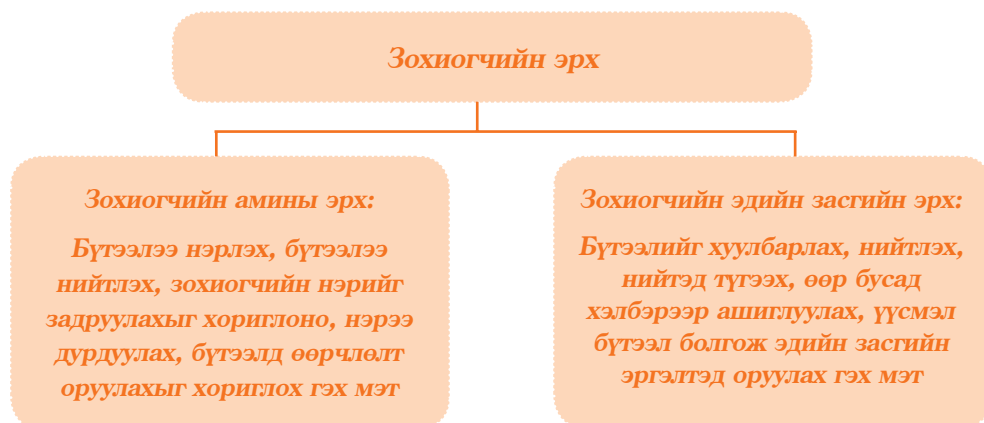 Зохиогчийн эрх
Зохиогчийн амины эрх:
Бүтээлээ нэрлэх, бүтээлээ
нийтлэх, зохиогчийн нэрийг
задруулахыг хориглоно, нэрээ
дурдуулах, бүтээлд өөрчлөлт
оруулахыг хориглох гэх мэт
Зохиогчийн эдийн засгийн эрх:
Бүтээлийг хуулбарлах, нийтлэх,
нийтэд түгээх, өөр бусад
хэлбэрээр ашиглуулах, үүсмэл
бүтээл болгож эдийн засгийн
эргэлтэд оруулах гэх мэт